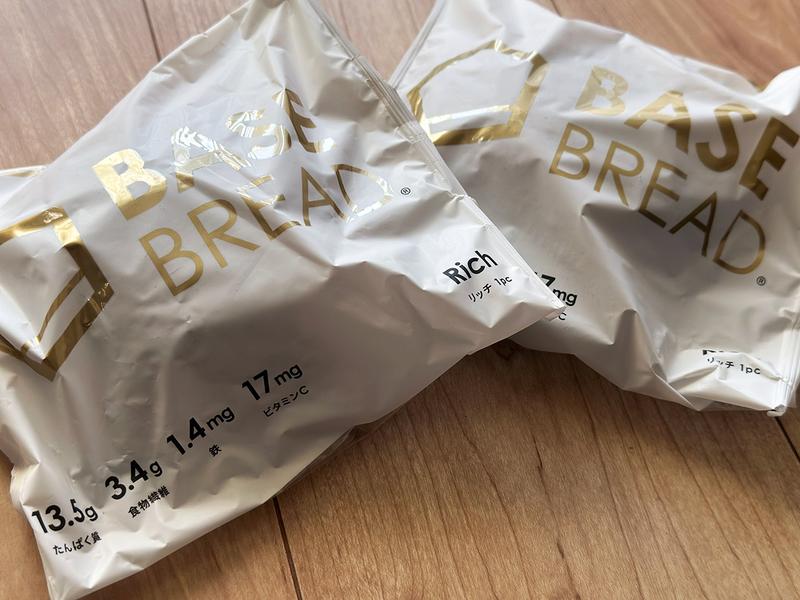 BASE
BREAD®
Rich
リッチ 1pc
13.5g
たんぱく質
3.4g
食物繊維
1.4mg
鉄
17mg
ビタミンC
BASE
BREAD®
7mg
C
リッチ 1pc